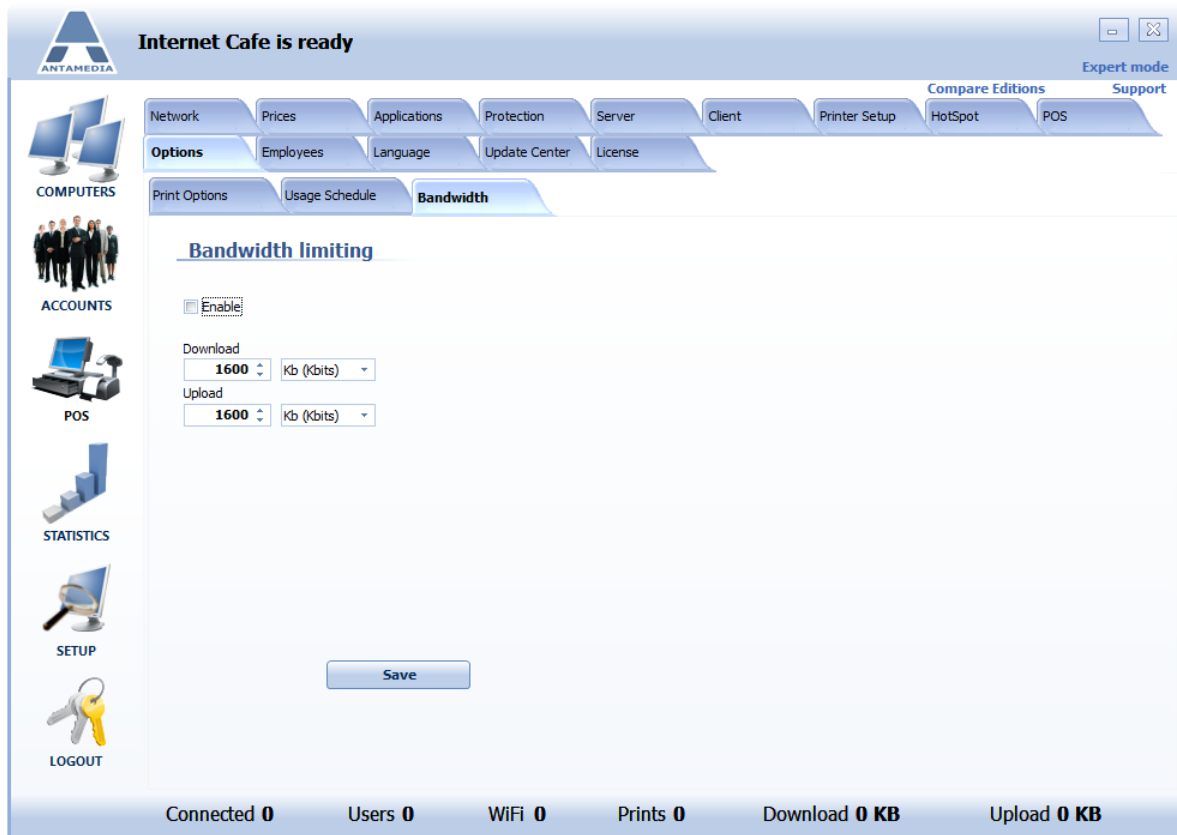 ANTAMEDIA
Internet Cafe is ready
Expert mode
Compare Editions Support
Network Prices Applications Protection Server Client Printer Setup HotSpot POS
Options Employees Language Update Center License
Print Options Usage Schedule Bandwidth
COMPUTERS
Bandwidth limiting
ACCOUNTS
Enable
Download
1600 Kb (Kbits)
Upload
1600 Kb (Kbits)
POS
STATISTICS
SETUP
Save
LOGOUT
Connected 0 Users 0 WiFi 0 Prints 0 Download 0 KB Upload 0 KB